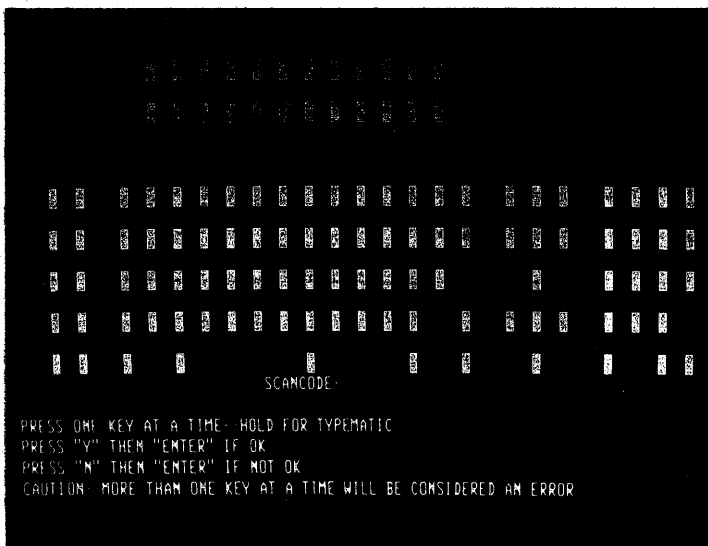 SCANCODE-
PRESS ONE KEY AT A TIME--HOLD FOR TYPEMATIC
PRESS "Y" THEN "ENTER" IF OK
PRESS "N" THEN "ENTER" IF NOT OK
CAUTION- MORE THAN ONE KEY AT A TIME WILL BE CONSIDERED AN ERROR